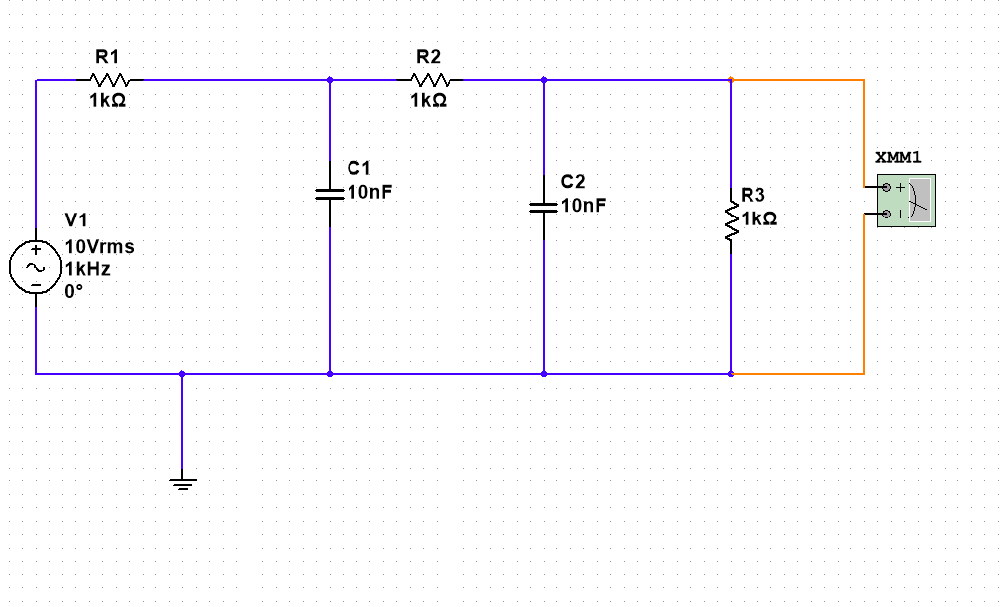 R1
1kΩ
R2
1kΩ
C1
10nF
C2
10nF
R3
1kΩ
XMM1
V1
10Vrms
1kHz
0°